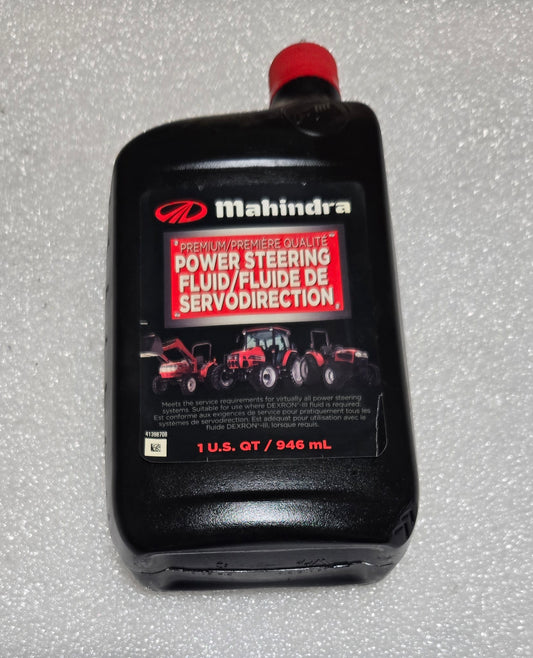 Mahindra
PREMIUM/PREMIÈRE QUALITÉ
POWER STEERING
FLUID/FLUIDE DE
SERVODIRECTION
Meets the service requirements for virtually all power steering
systems. Suitable for use where DEXRON®-III fluid is required.
Est conforme aux exigences de service pour pratiquement tous les
systèmes de servodirection. Est adéquat pour utilisation avec le
fluide DEXRON®-III, lorsque requis.
1 U.S. QT / 946 mL